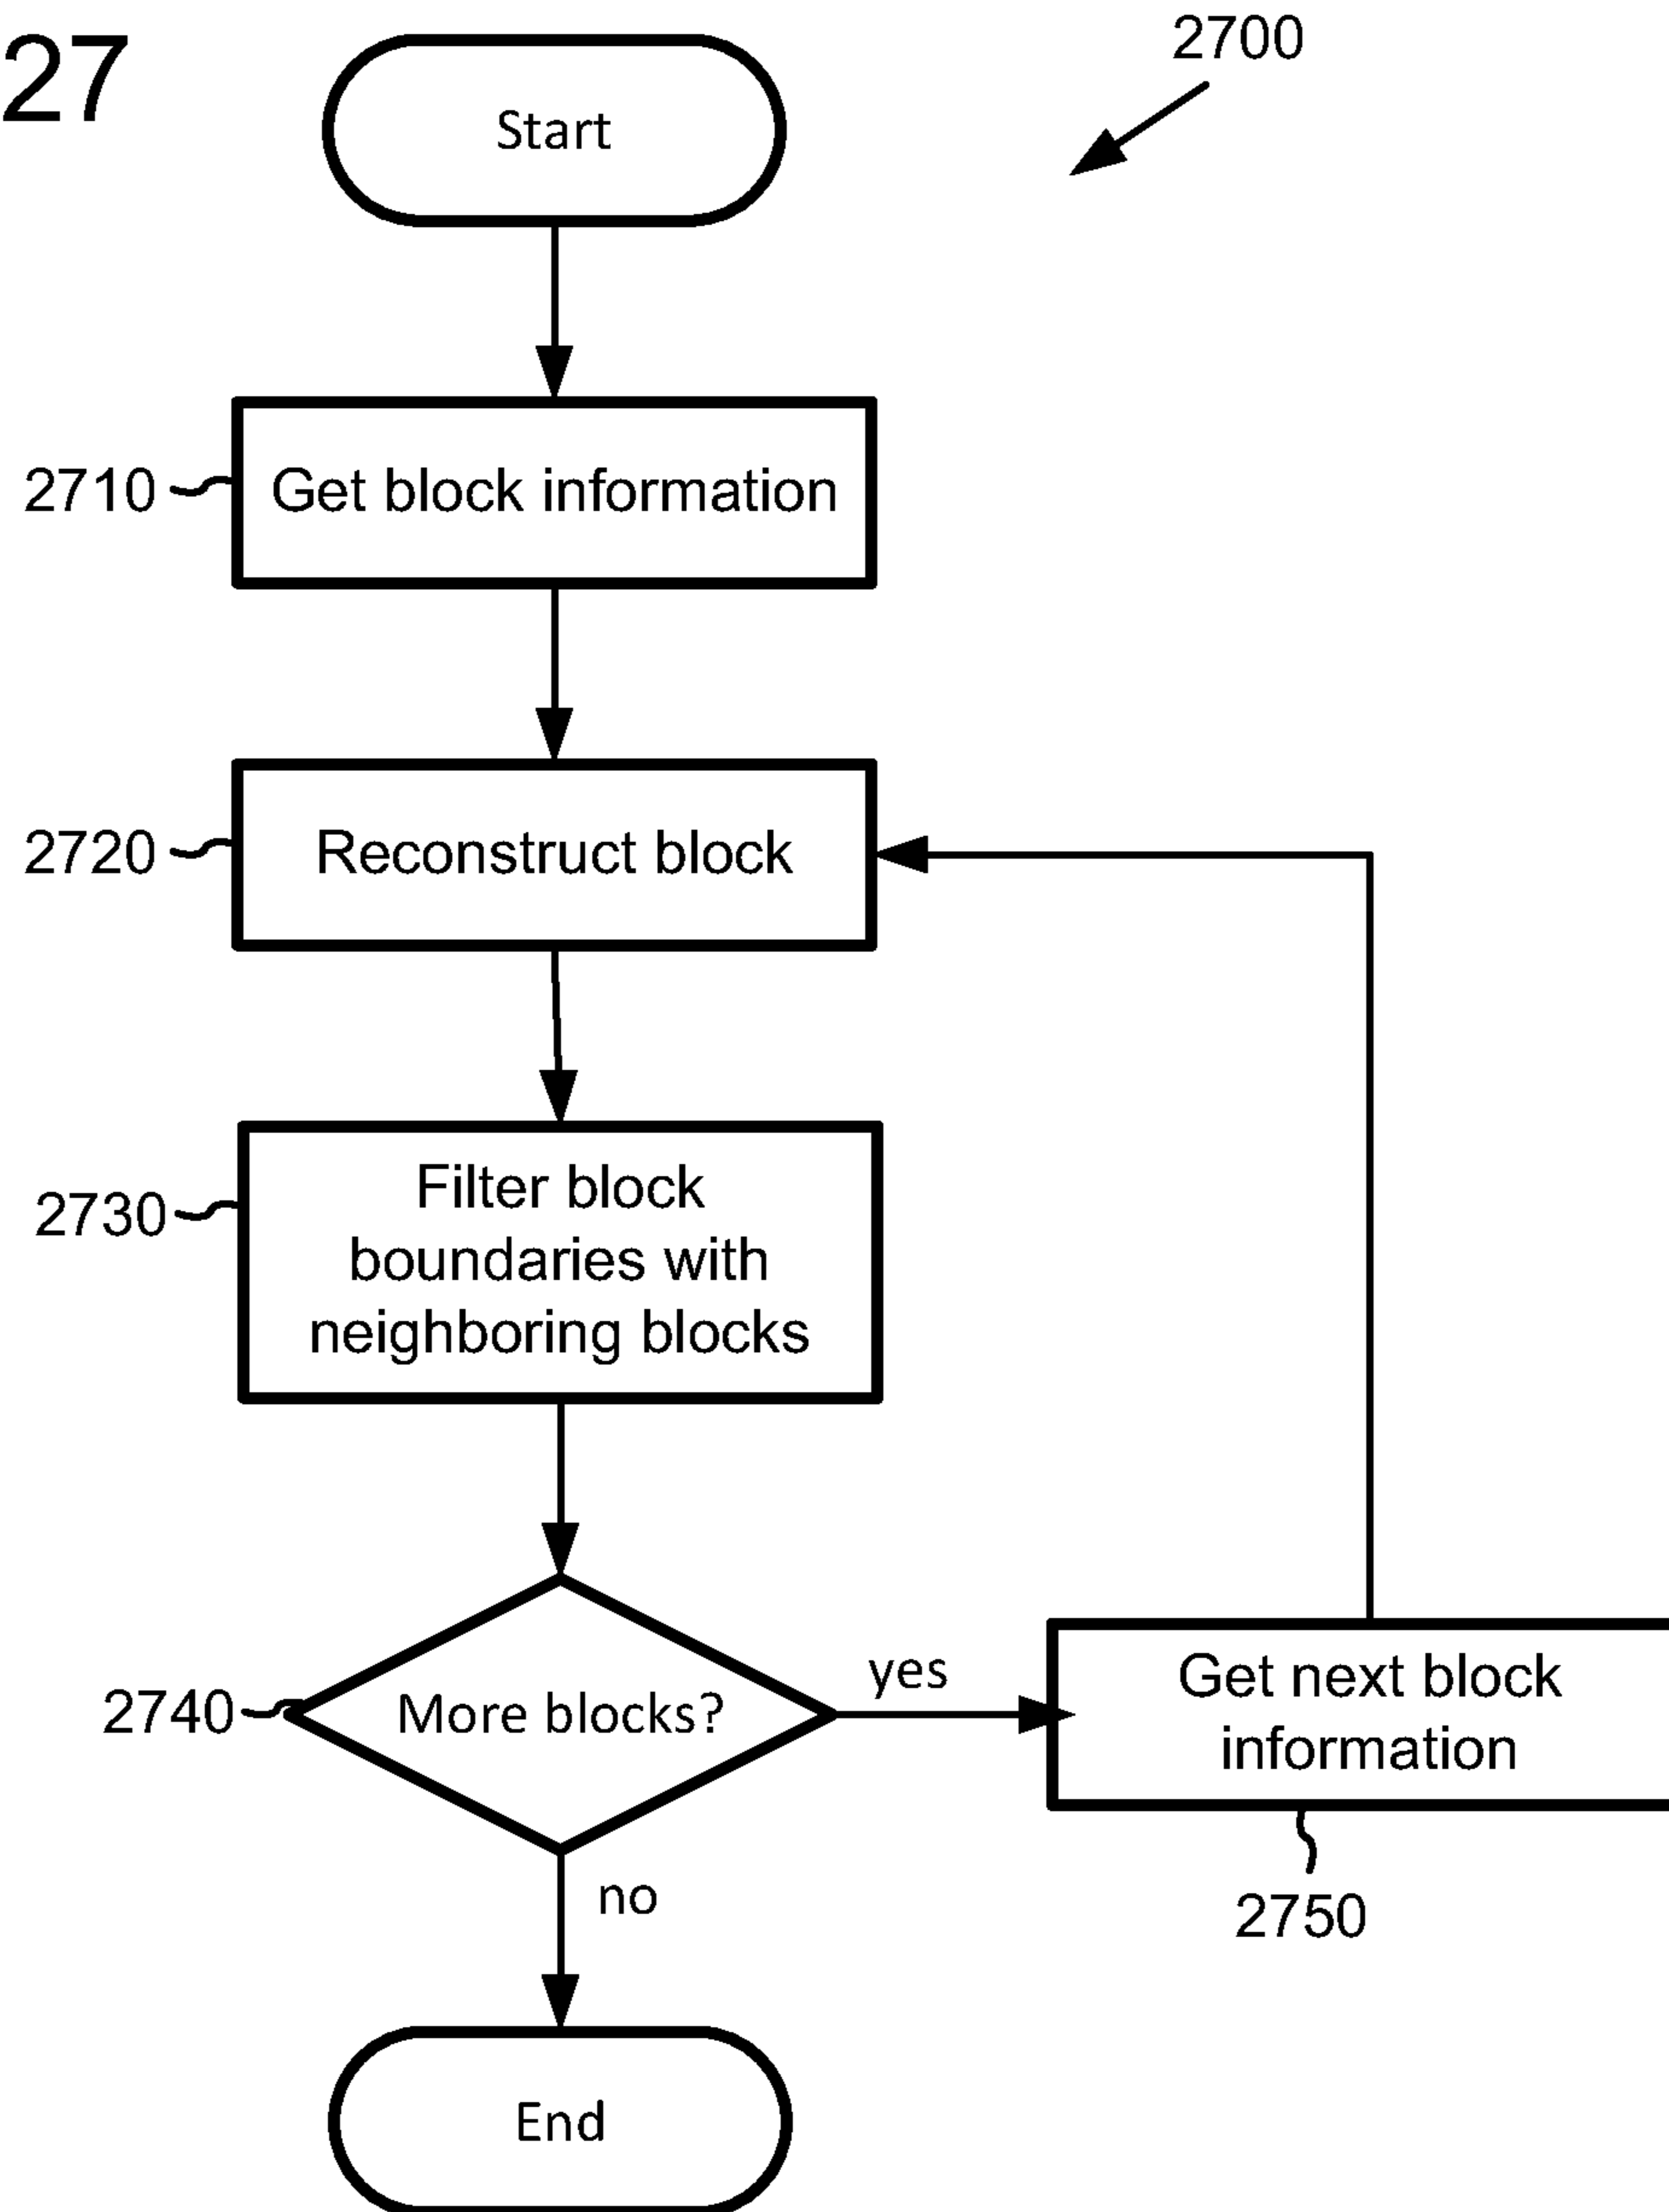 27
2700
Start
2710
Get block information
2720
Reconstruct block
2730
Filter block
boundaries with
neighboring blocks
2740
More blocks?
yes
Get next block
information
2750
no
End